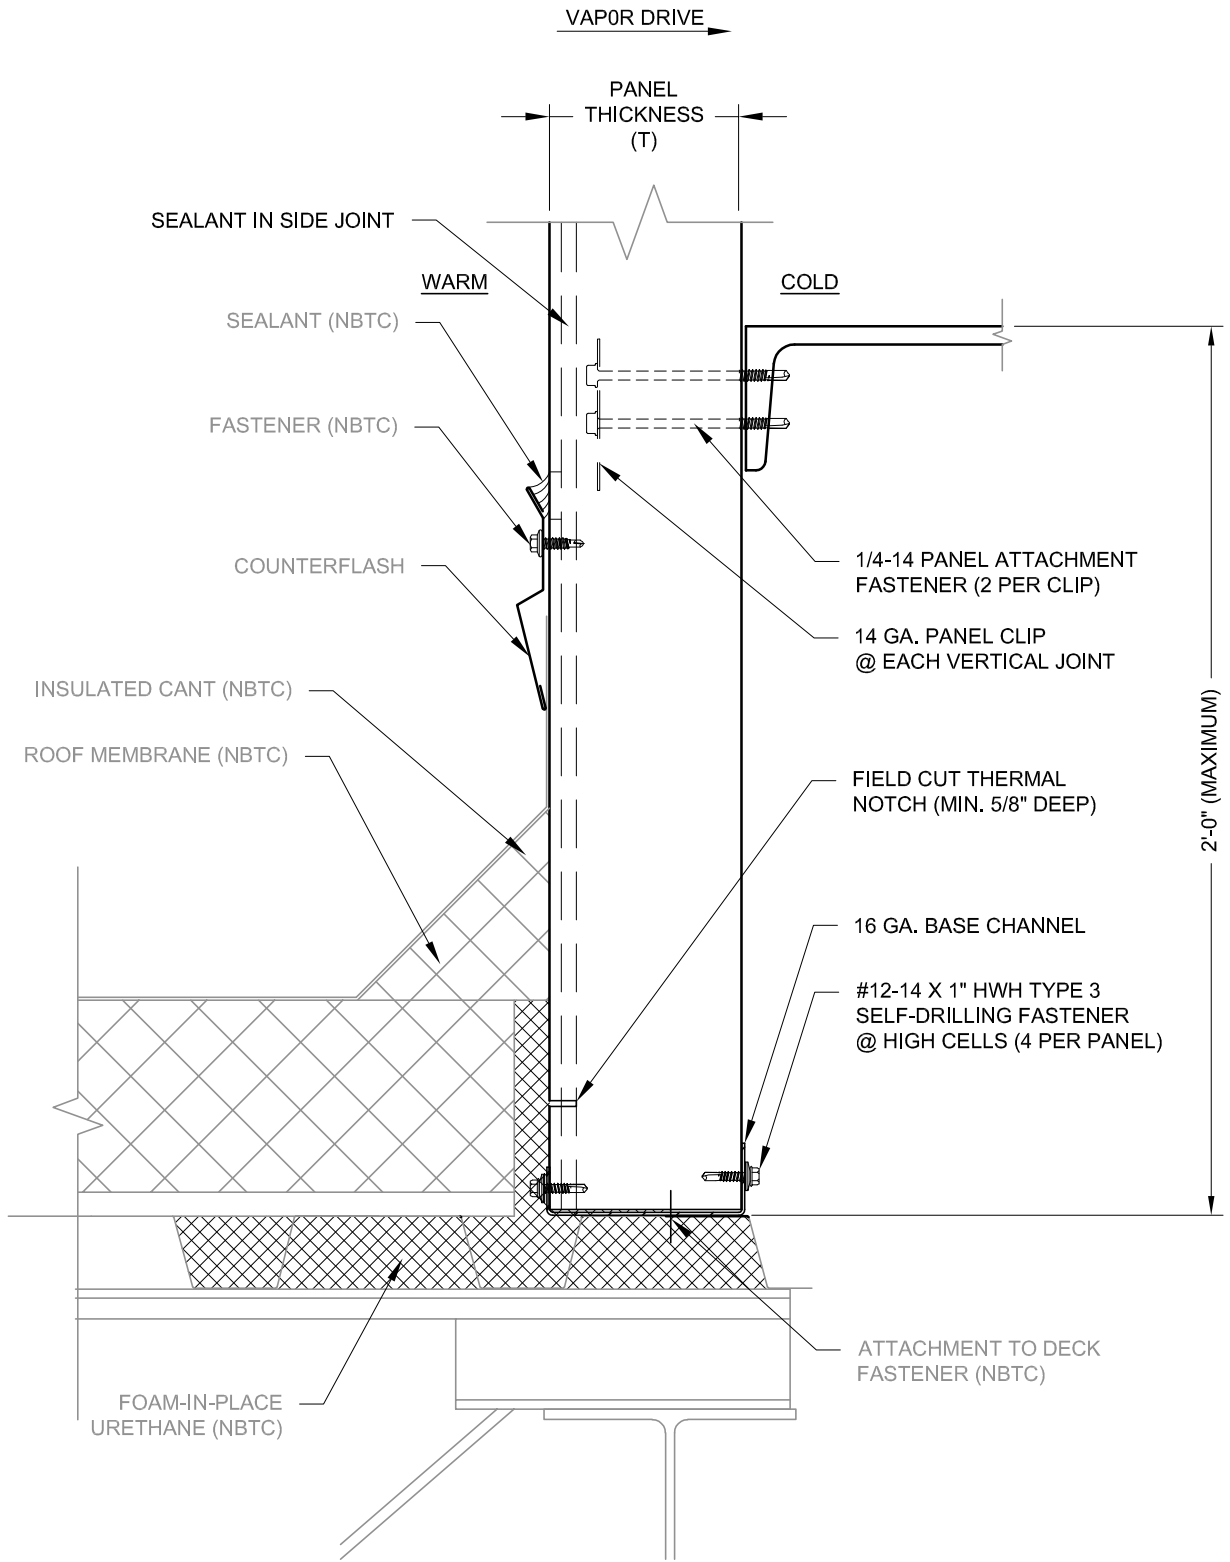 VAP0R DRIVE
PANEL
THICKNESS
(T)
SEALANT IN SIDE JOINT
WARM
COLD
SEALANT (NBTC)
FASTENER (NBTC)
COUNTERFLASH
1/4-14 PANEL ATTACHMENT
FASTENER (2 PER CLIP)
14 GA. PANEL CLIP
@ EACH VERTICAL JOINT
INSULATED CANT (NBTC)
ROOF MEMBRANE (NBTC)
2'-0" (MAXIMUM)
FIELD CUT THERMAL
NOTCH (MIN. 5/8" DEEP)
16 GA. BASE CHANNEL
#12-14 X 1" HWH TYPE 3
SELF-DRILLING FASTENER
@ HIGH CELLS (4 PER PANEL)
ATTACHMENT TO DECK
FASTENER (NBTC)
FOAM-IN-PLACE
URETHANE (NBTC)